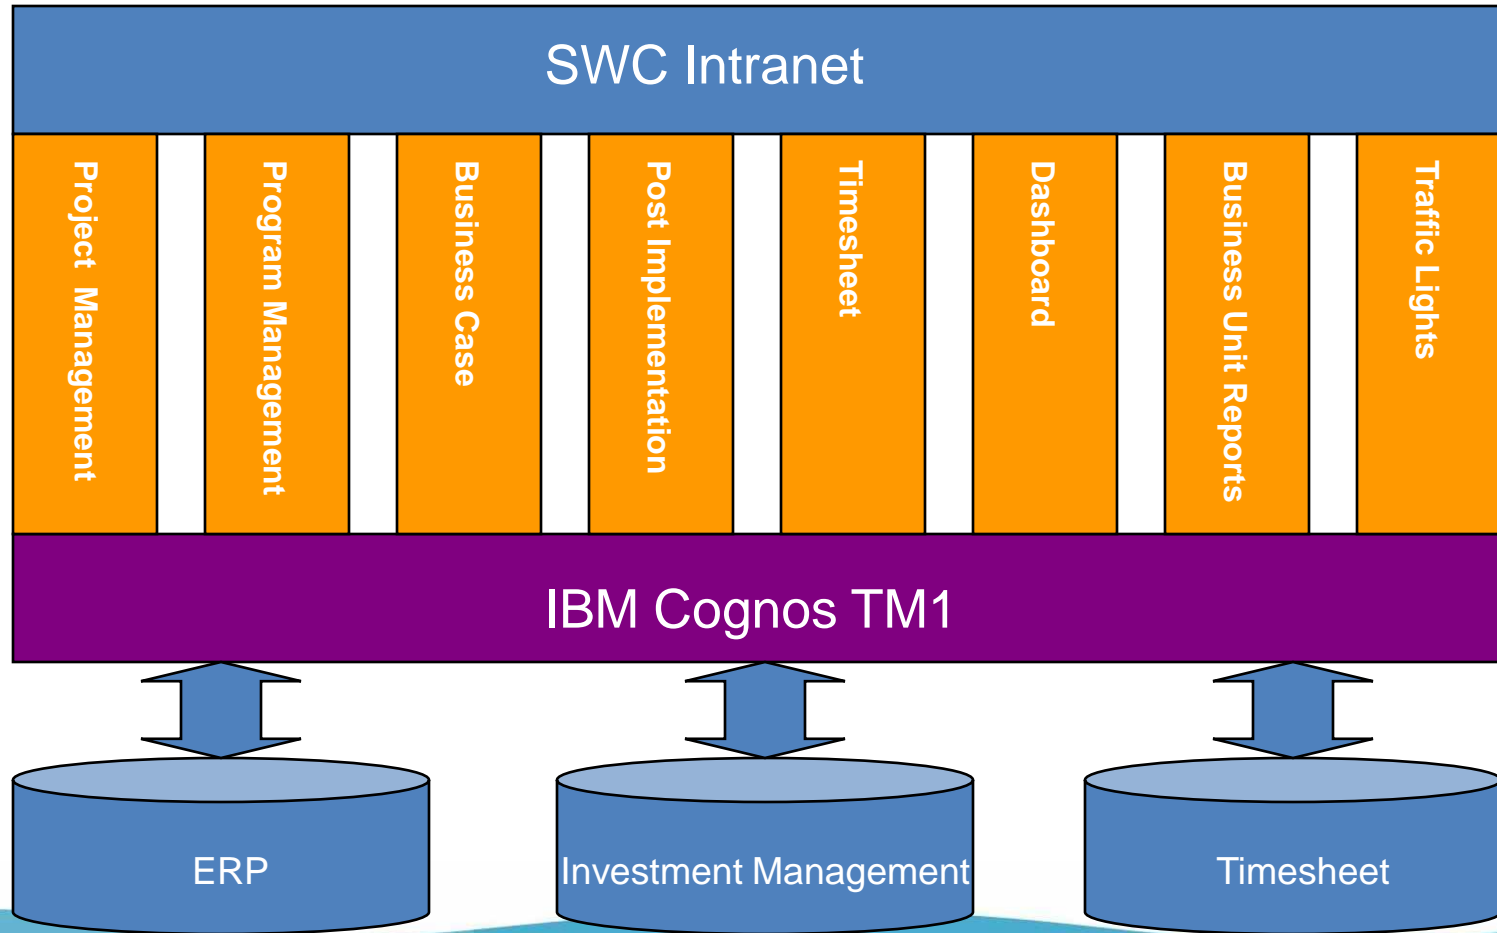 SWC Intranet
Project Management
Program Management
Business Case
Post Implementation
Timesheet
Dashboard
Business Unit Reports
Traffic Lights
IBM Cognos TM1
ERP
Investment Management
Timesheet